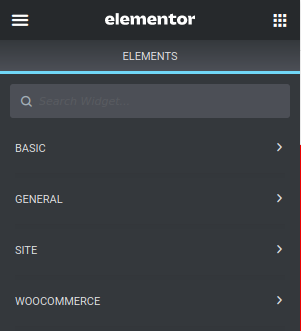 elementor
ELEMENTS
Search Widget...
BASIC
GENERAL
SITE
WOOCOMMERCE